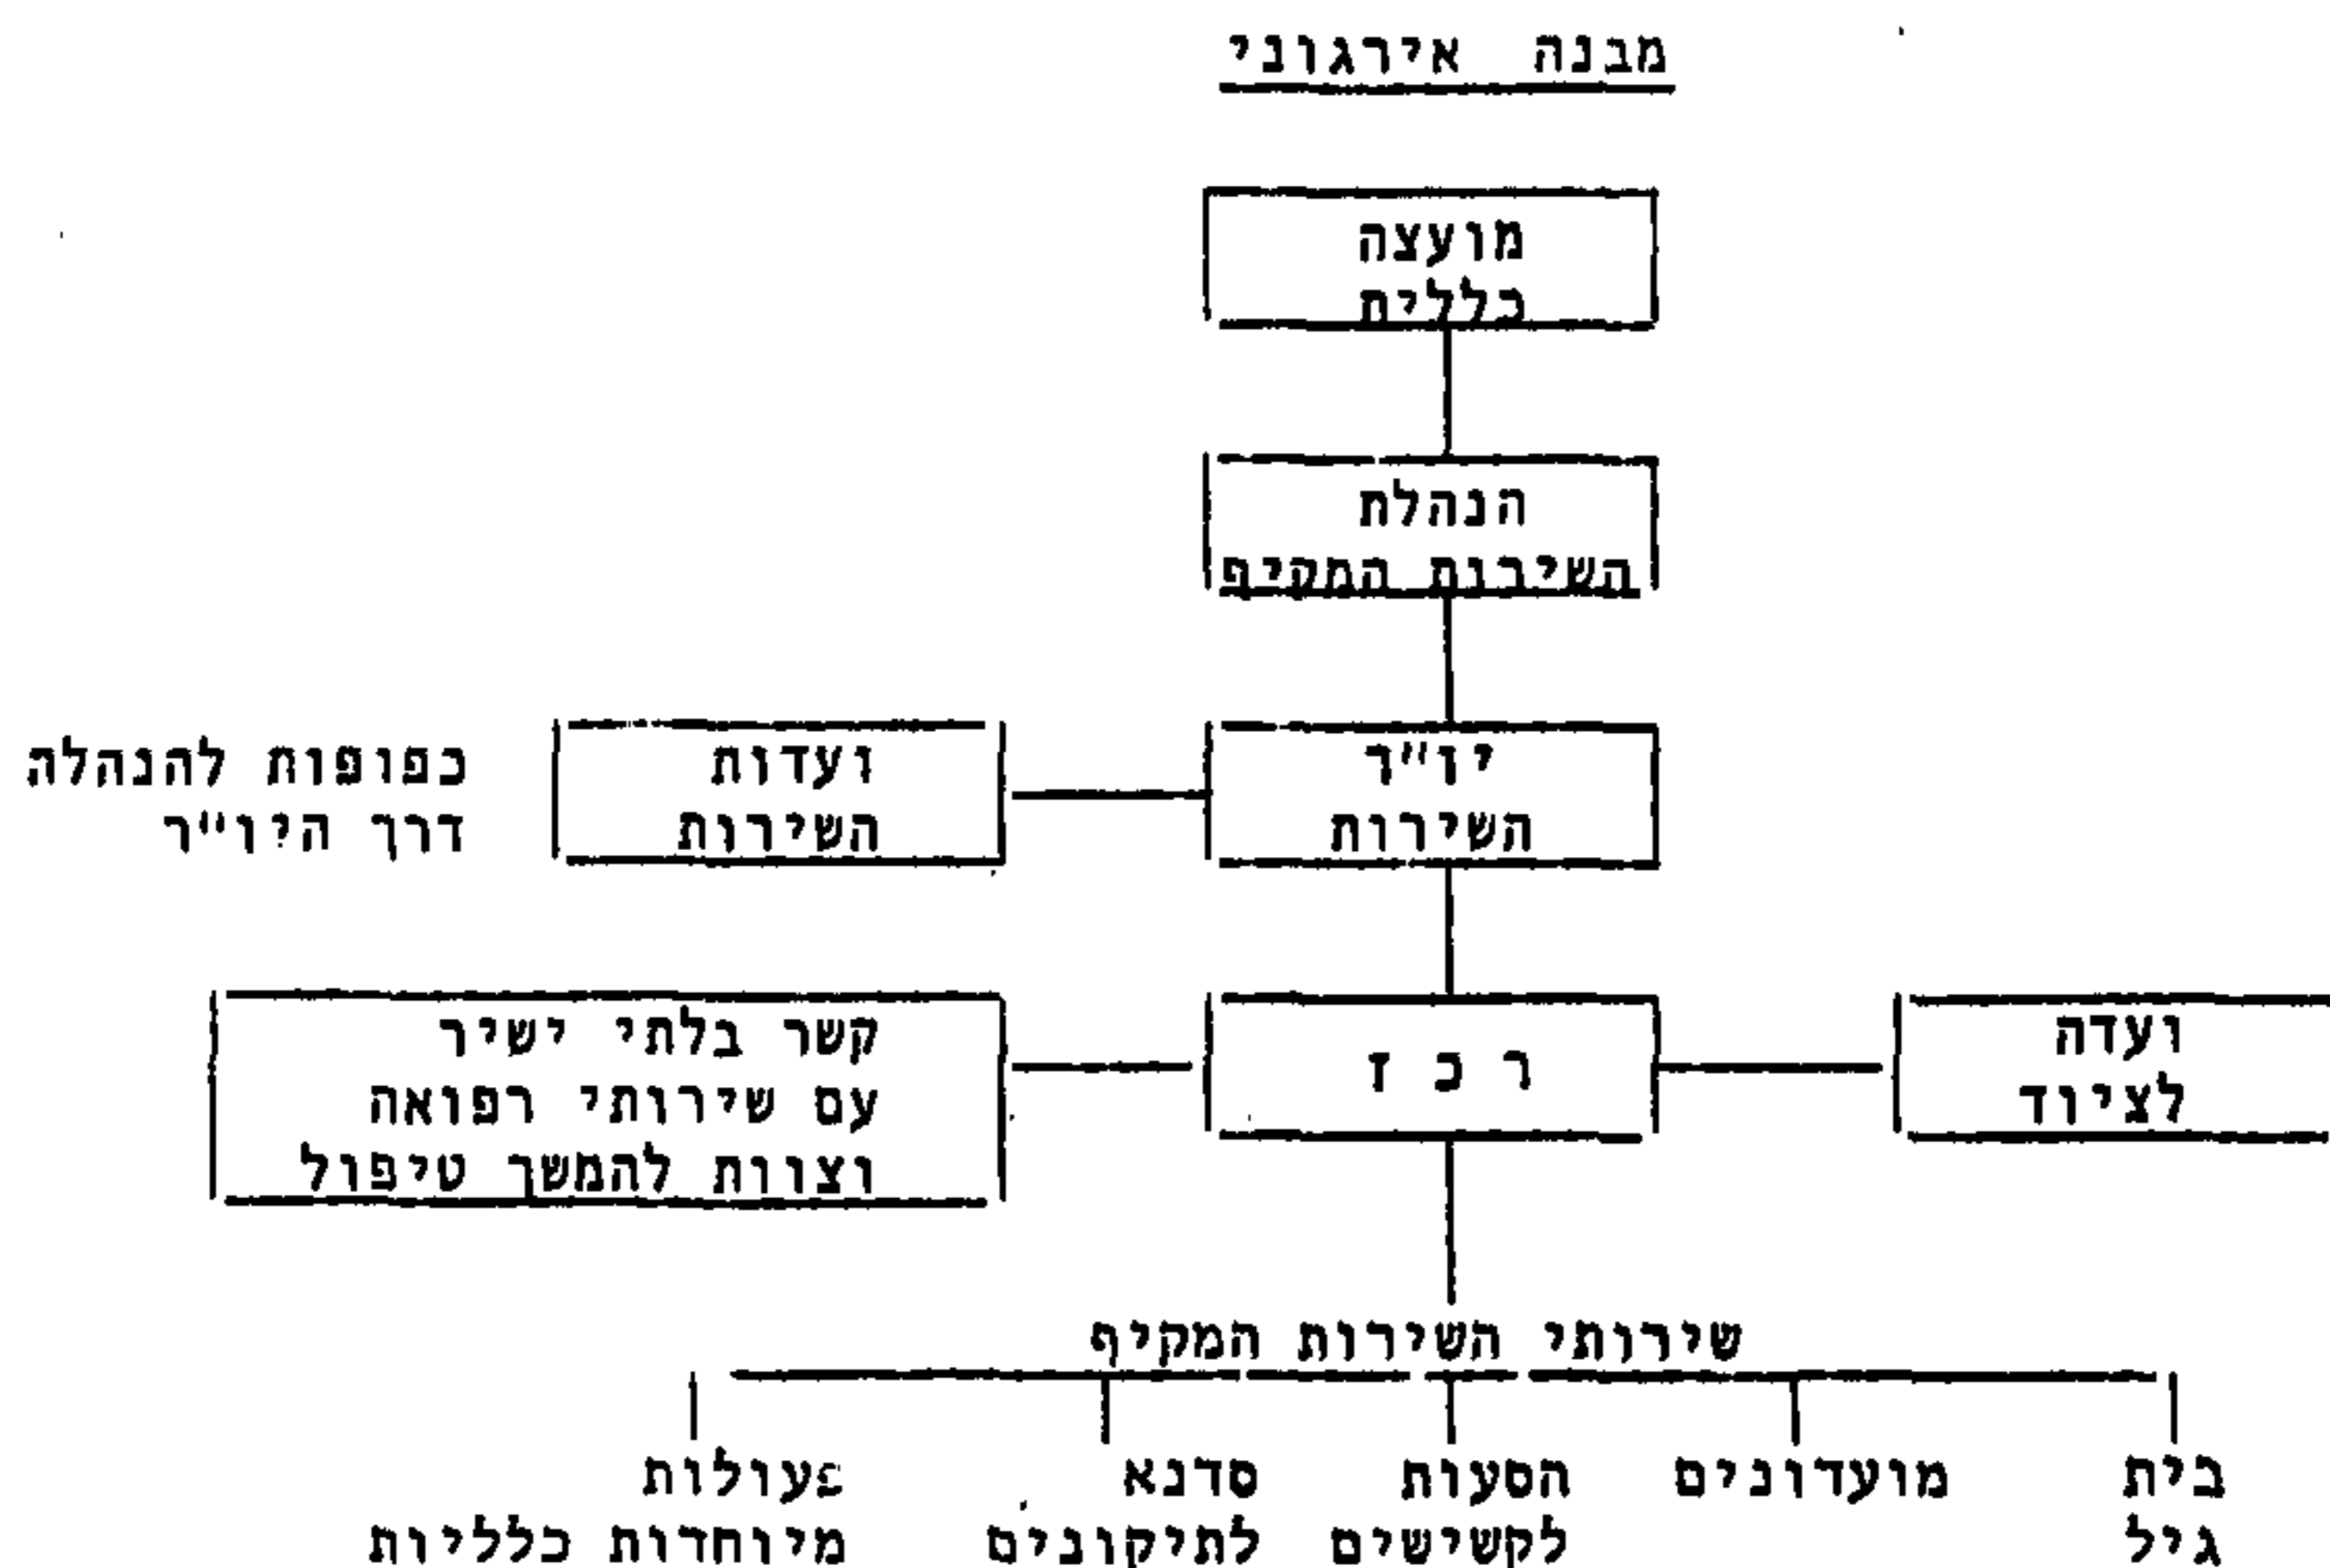 מבנה אירגוני
מועצה
כללית
הנהלת
השירות המקיף
יו"ר
השירות
ועדות
השירות
כפופות להנהלה
דרך היו"ר
ועדה
לציוד
רכז
קשר בלתי ישיר
עם שירותי רפואה
וצוות להמשך טיפול
שירותי השירות המקיף
בית
גיל
מועדונים
הסעות
לקשישים
סדנא
לתיקונים
פעולות
מיוחדות כלליות